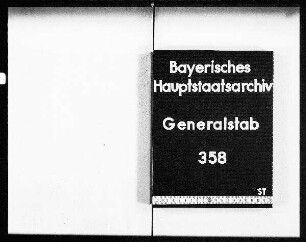 Bayerisches
Hauptstaatsarchiv
Generalstab
358
ST